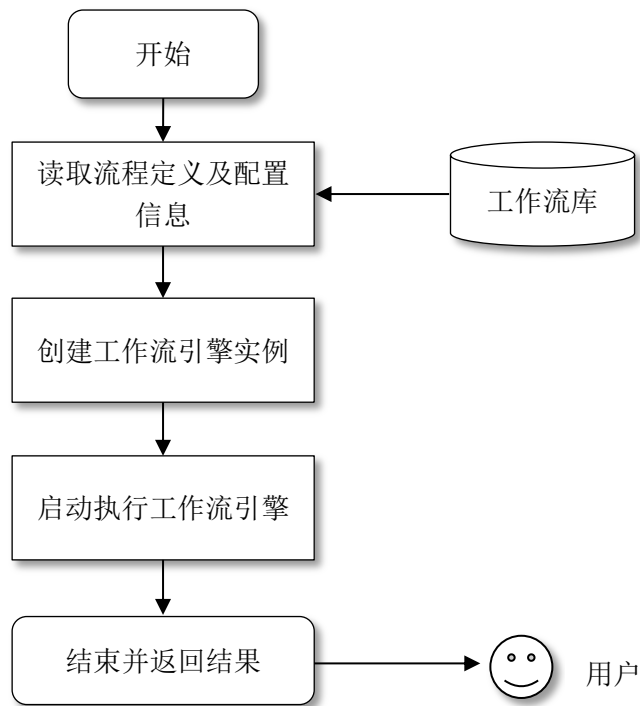 开始
读取流程定义及配置
信息
工作流库
创建工作流引擎实例
启动执行工作流引擎
结束并返回结果
用户